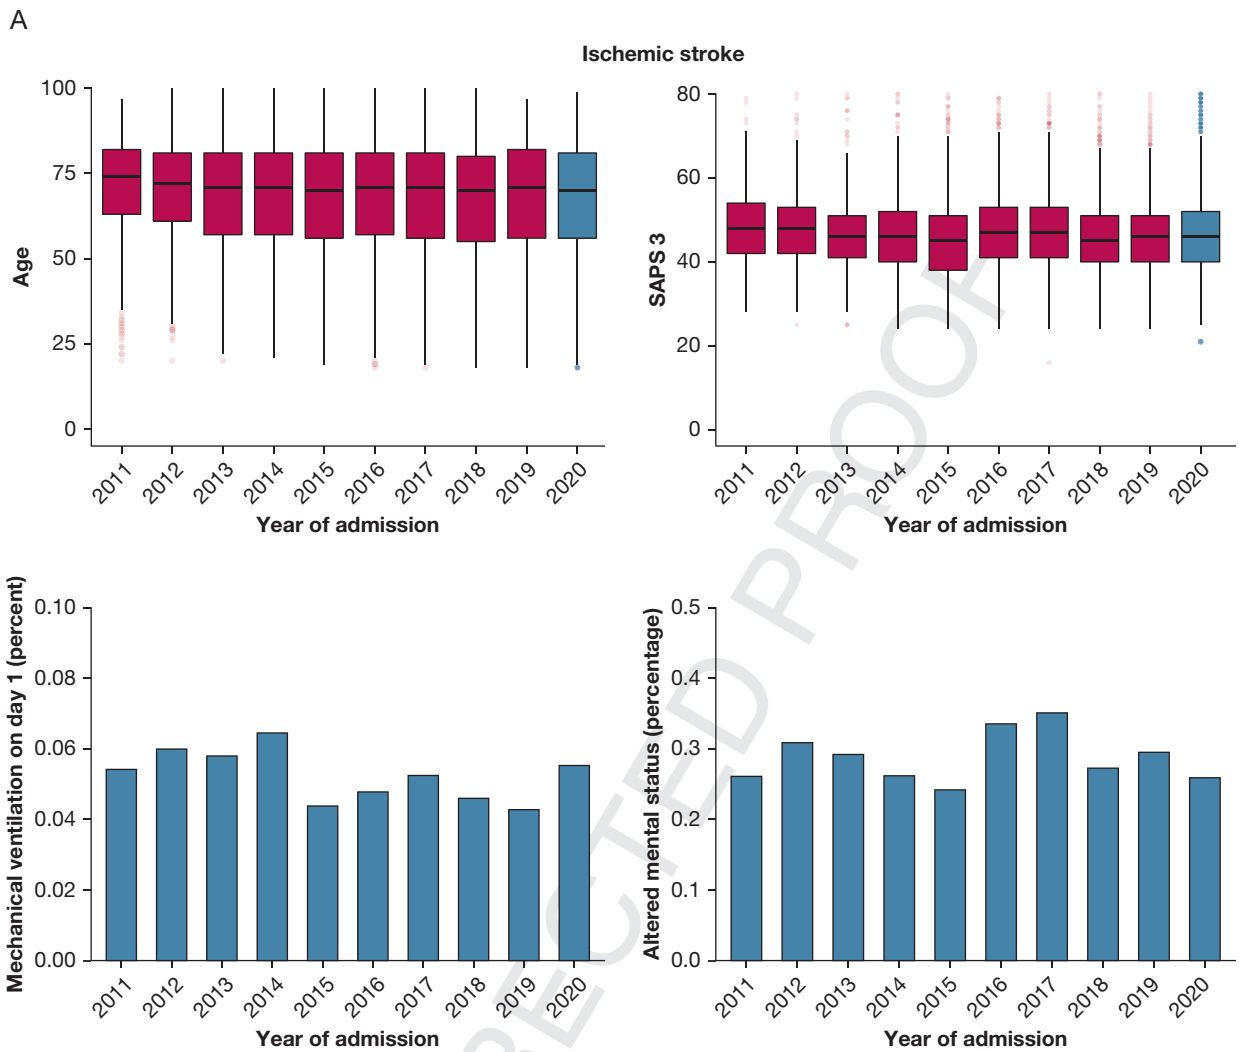 A
Ischemic stroke
100
75
50
25
0
Age
2011 2012 2013 2014 2015 2016 2017 2018 2019 2020
Year of admission
80
60
40
20
0
SAPS 3
2011 2012 2013 2014 2015 2016 2017 2018 2019 2020
Year of admission
0.10
0.08
0.06
0.04
0.02
0.00
Mechanical ventilation on day 1 (percent)
2011 2012 2013 2014 2015 2016 2017 2018 2019 2020
Year of admission
0.5
0.4
0.3
0.2
0.1
0.0
Altered mental status (percentage)
2011 2012 2013 2014 2015 2016 2017 2018 2019 2020
Year of admission
ECTED PROOF